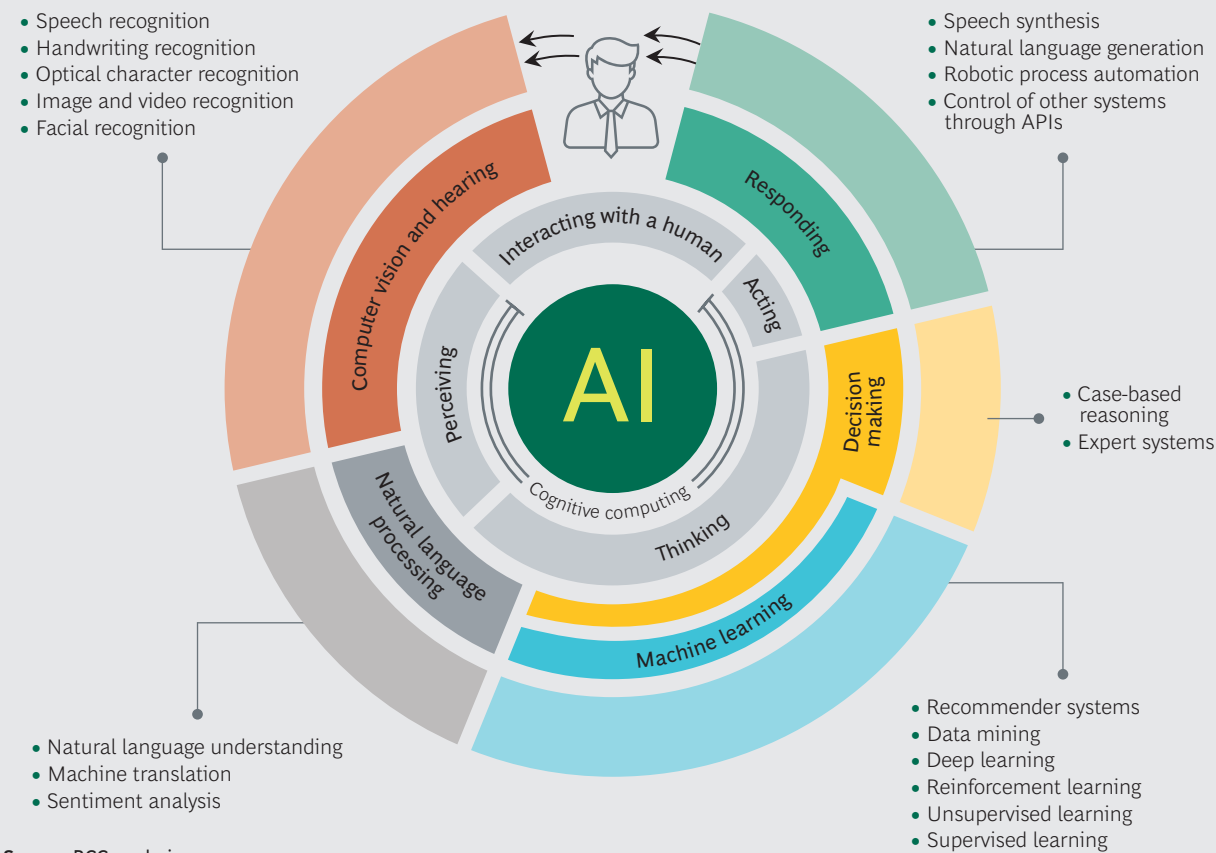 • Speech recognition
• Handwriting recognition
• Optical character recognition
• Image and video recognition
• Facial recognition
• Speech synthesis
• Natural language generation
• Robotic process automation
• Control of other systems
through APIs
Computer vision and hearing
Interacting with a human
Responding
Perceiving
Acting
AI
Decision
making
• Case-based
reasoning
• Expert systems
Cognitive computing
Thinking
Natural language
processing
Machine learning
• Natural language understanding
• Machine translation
• Sentiment analysis
• Recommender systems
• Data mining
• Deep learning
• Reinforcement learning
• Unsupervised learning
• Supervised learning